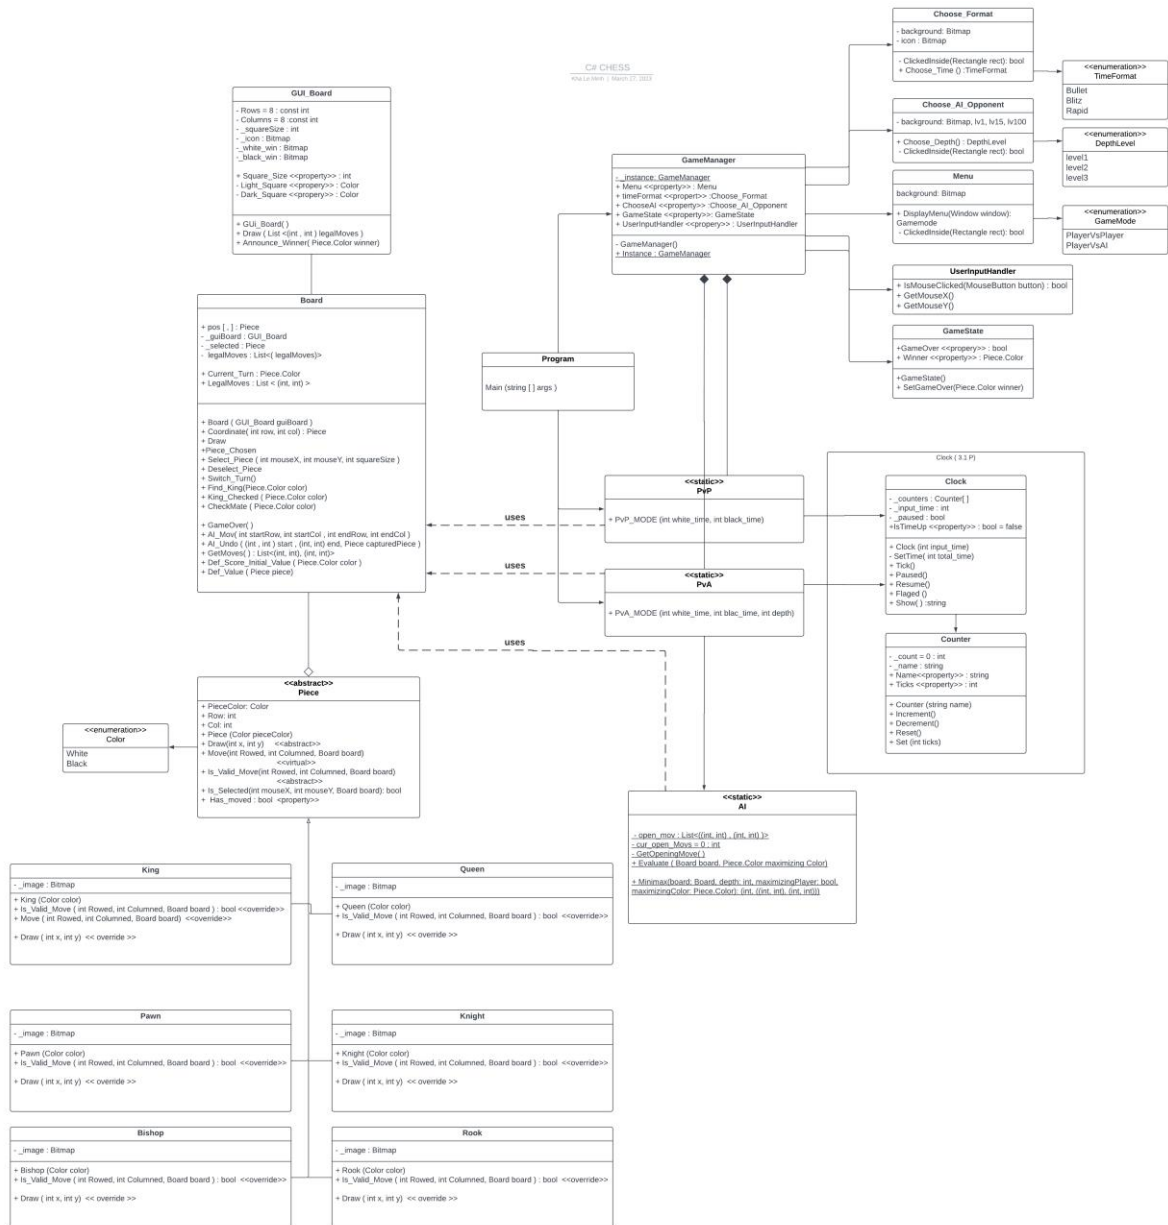 C# CHESS
Kha Le Minh | March 27, 2023
GUI_Board
- Rows = 8 : const int
- Columns = 8 :const int
- _squareSize : int
- _icon : Bitmap
- _white_win : Bitmap
- _black_win : Bitmap
+ Square_Size <<property>> : int
- Light_Square <<propery>> : Color
- Dark_Square <<propery>> : Color
+ GUi_Board( )
+ Draw ( List <(int , int ) legalMoves )
+ Announce_Winner( Piece.Color winner)
Board
+ pos [ , ] : Piece
- _guiBoard : GUI_Board
- _selected : Piece
- legalMoves : List<( legalMoves)>
+ Current_Turn : Piece.Color
+ LegalMoves : List < (int, int) >
+ Board ( GUI_Board guiBoard )
+ Coordinate( int row, int col) : Piece
+ Draw
+Piece_Chosen
+ Select_Piece ( int mouseX, int mouseY, int squareSize )
+ Deselect_Piece
+ Switch_Turn()
+ Find_King(Piece.Color color)
+ King_Checked ( Piece.Color color)
+ CheckMate ( Piece.Color color)
+ GameOver( )
+ AI_Mov( int startRow, int startCol , int endRow, int endCol )
+ AI_Undo ( (int , int ) start , (int, int) end, Piece capturedPiece )
+ GetMoves( ) : List<(int, int), (int, int)>
+ Def_Score_Initial_Value ( Piece.Color color )
+ Def_Value ( Piece piece)
<<abstract>>
Piece
+ PieceColor: Color
+ Row: int
+ Col: int
+ Piece (Color pieceColor)
+ Draw(int x, int y) <<abstract>>
+ Move(int Rowed, int Columned, Board board)
<<virtual>>
+ Is_Valid_Move(int Rowed, int Columned, Board board)
<<abstract>>
+ Is_Selected(int mouseX, int mouseY, Board board): bool
+ Has_moved : bool <property>>
<<enumeration>>
Color
White
Black
King
- _image : Bitmap
+ King (Color color)
+ Is_Valid_Move ( int Rowed, int Columned, Board board ) : bool <<override>>
+ Move ( int Rowed, int Columned, Board board) <<override>>
+ Draw ( int x, int y) << override >>
Queen
- _image : Bitmap
+ Queen (Color color)
+ Is_Valid_Move ( int Rowed, int Columned, Board board ) : bool <<override>>
+ Draw ( int x, int y) << override >>
Pawn
- _image : Bitmap
+ Pawn (Color color)
+ Is_Valid_Move ( int Rowed, int Columned, Board board ) : bool <<override>>
+ Draw ( int x, int y) << override >>
Knight
- _image : Bitmap
+ Knight (Color color)
+ Is_Valid_Move ( int Rowed, int Columned, Board board ) : bool <<override>>
+ Draw ( int x, int y) << override >>
Bishop
- _image : Bitmap
+ Bishop (Color color)
+ Is_Valid_Move ( int Rowed, int Columned, Board board ) : bool <<override>>
+ Draw ( int x, int y) << override >>
Rook
- _image : Bitmap
+ Rook (Color color)
+ Is_Valid_Move ( int Rowed, int Columned, Board board ) : bool <<override>>
+ Draw ( int x, int y) << override >>
Program
Main (string [ ] args )
GameManager
- _instance: GameManager
+ Menu <<property>> : Menu
+ timeFormat <<propert>> :Choose_Format
+ ChooseAI <<property>> :Choose_AI_Opponent
+ GameState <<property>>: GameState
+ UserInputHandler <<propery>> : UserInputHandler
- GameManager()
+ Instance : GameManager
uses
uses
uses
<<static>>
PvP
+ PvP_MODE (int white_time, int black_time)
<<static>>
PvA
+ PvA_MODE (int white_time, int blac_time, int depth)
<<static>>
AI
- open_mov : List<((int, int) , (int, int) )>
- cur_open_Movs = 0 : int
- GetOpeningMove( )
+ Evaluate ( Board board, Piece.Color maximizing Color)
+ Minimax(board: Board, depth: int, maximizingPlayer: bool,
maximizingColor: Piece.Color): (int, ((int, int), (int, int)))
Choose_Format
- background: Bitmap
- icon : Bitmap
- ClickedInside(Rectangle rect): bool
+ Choose_Time () :TimeFormat
<<enumeration>>
TimeFormat
Bullet
Blitz
Rapid
Choose_AI_Opponent
- background: Bitmap, lv1, lv15, lv100
+ Choose_Depth() : DepthLevel
- ClickedInside(Rectangle rect): bool
<<enumeration>>
DepthLevel
level1
level2
level3
Menu
background: Bitmap
+ DisplayMenu(Window window):
Gamemode
- ClickedInside(Rectangle rect): bool
<<enumeration>>
GameMode
PlayerVsPlayer
PlayerVsAI
UserInputHandler
+ IsMouseClicked(MouseButton button) : bool
+ GetMouseX()
+ GetMouseY()
GameState
+GameOver <<propery>> : bool
+ Winner <<property>> : Piece.Color
+GameState()
+ SetGameOver(Piece.Color winner)
Clock ( 3.1 P)
Clock
- _counters : Counter[ ]
- _input_time : int
- _paused : bool
+IsTimeUp <<property>> : bool = false
+ Clock (int input_time)
- SetTime( int total_time)
+ Tick()
+ Paused()
+ Resume()
+ Flaged ()
+ Show( ) :string
Counter
- _count = 0 : int
- _name : string
+ Name<<property>> : string
+ Ticks <<property>> : int
+ Counter (string name)
+ Increment()
+ Decrement()
+ Reset()
+ Set (int ticks)